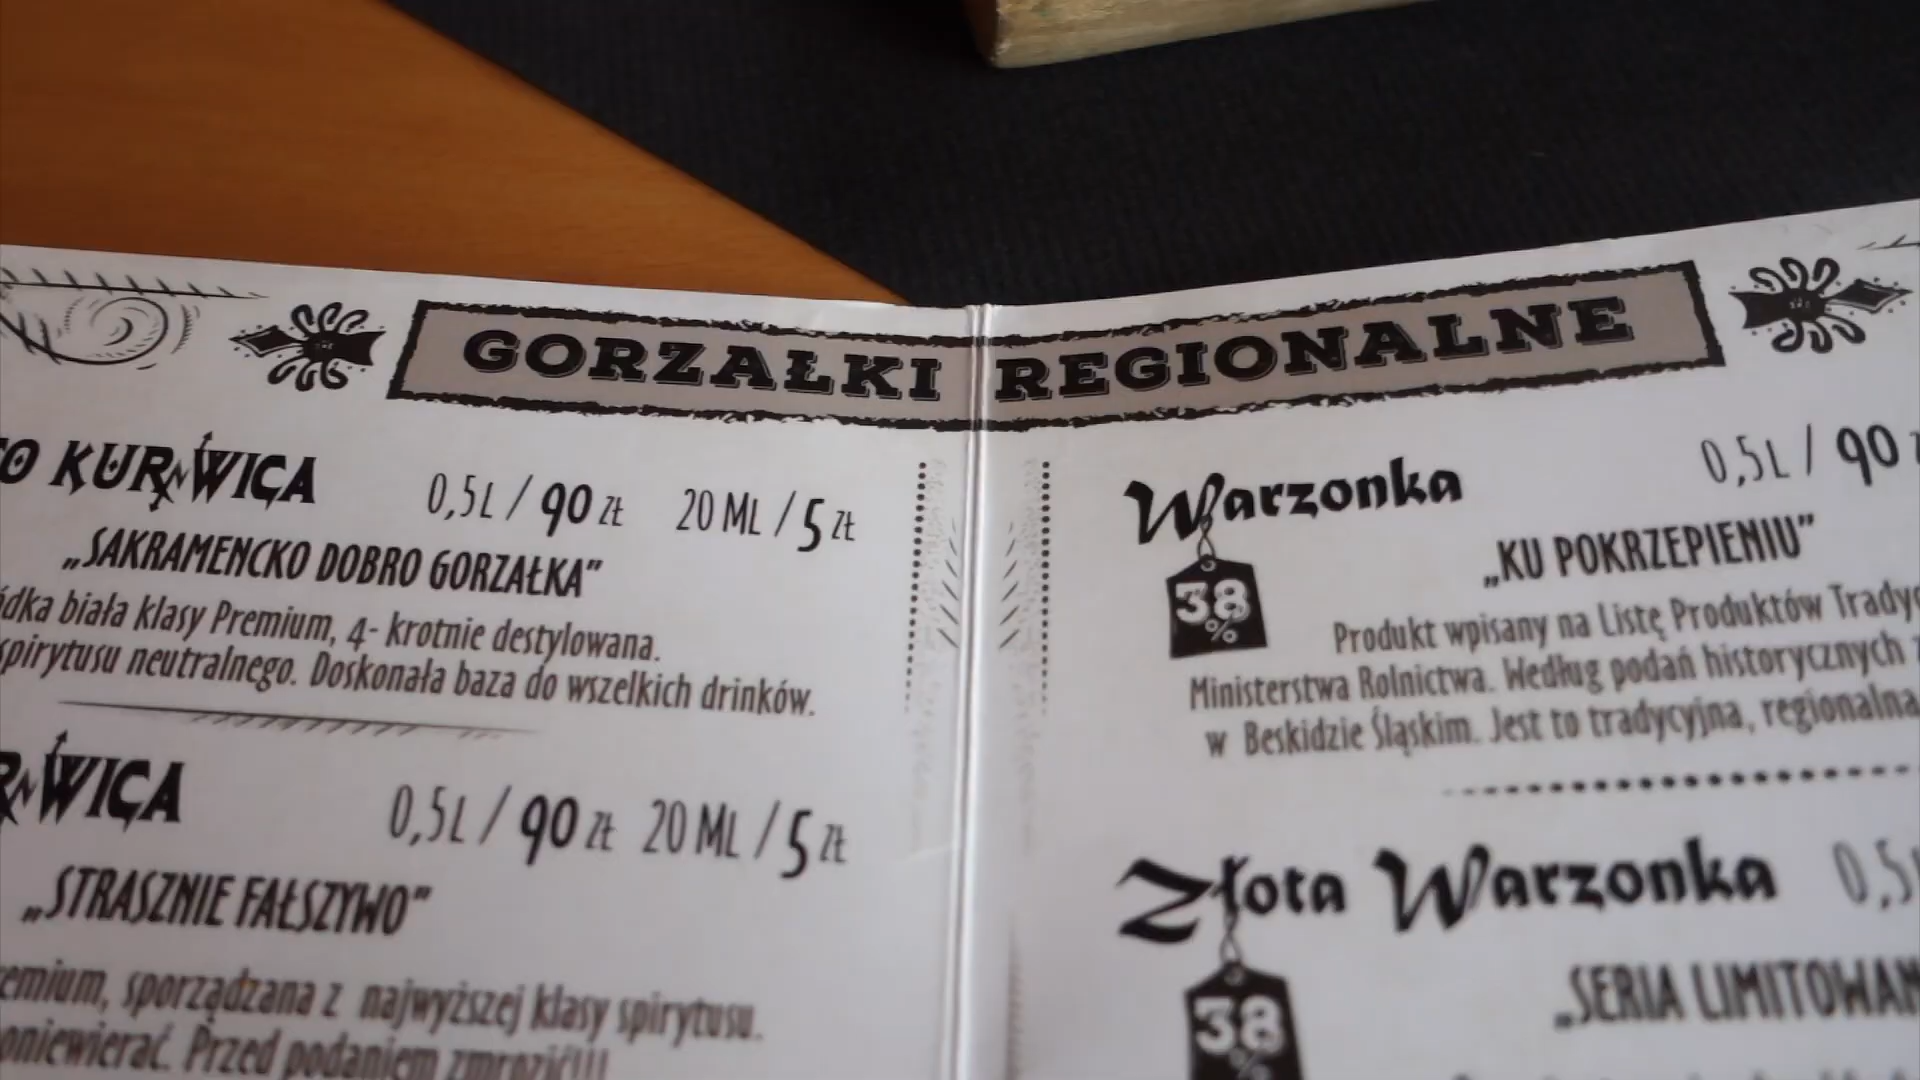 GORZAŁKI REGIONALNE
KURWICA 0,5L / 90 ZŁ 20 ML / 5 ZŁ
„SAKRAMENCKO DOBRO GORZAŁKA”
biała klasy Premium, 4- krotnie destylowana.
spirytusu neutralnego. Doskonała baza do wszelkich drinków.
0,5L / 90 ZŁ 20 ML / 5 ZŁ
„STRASZNIE FAŁSZYWO”
sporządzana z najwyższej klasy spirytusu.
Przed podaniem zmrozić!!!
Warzonka 0,5L / 90
38%
„KU POKRZEPIENIU”
Produkt wpisany na Listę Produktów
Ministerstwa Rolnictwa. Według podań historycznych
w Beskidzie Śląskim. Jest to tradycyjna, regionalna
Złota Warzonka
38%
„SERIA